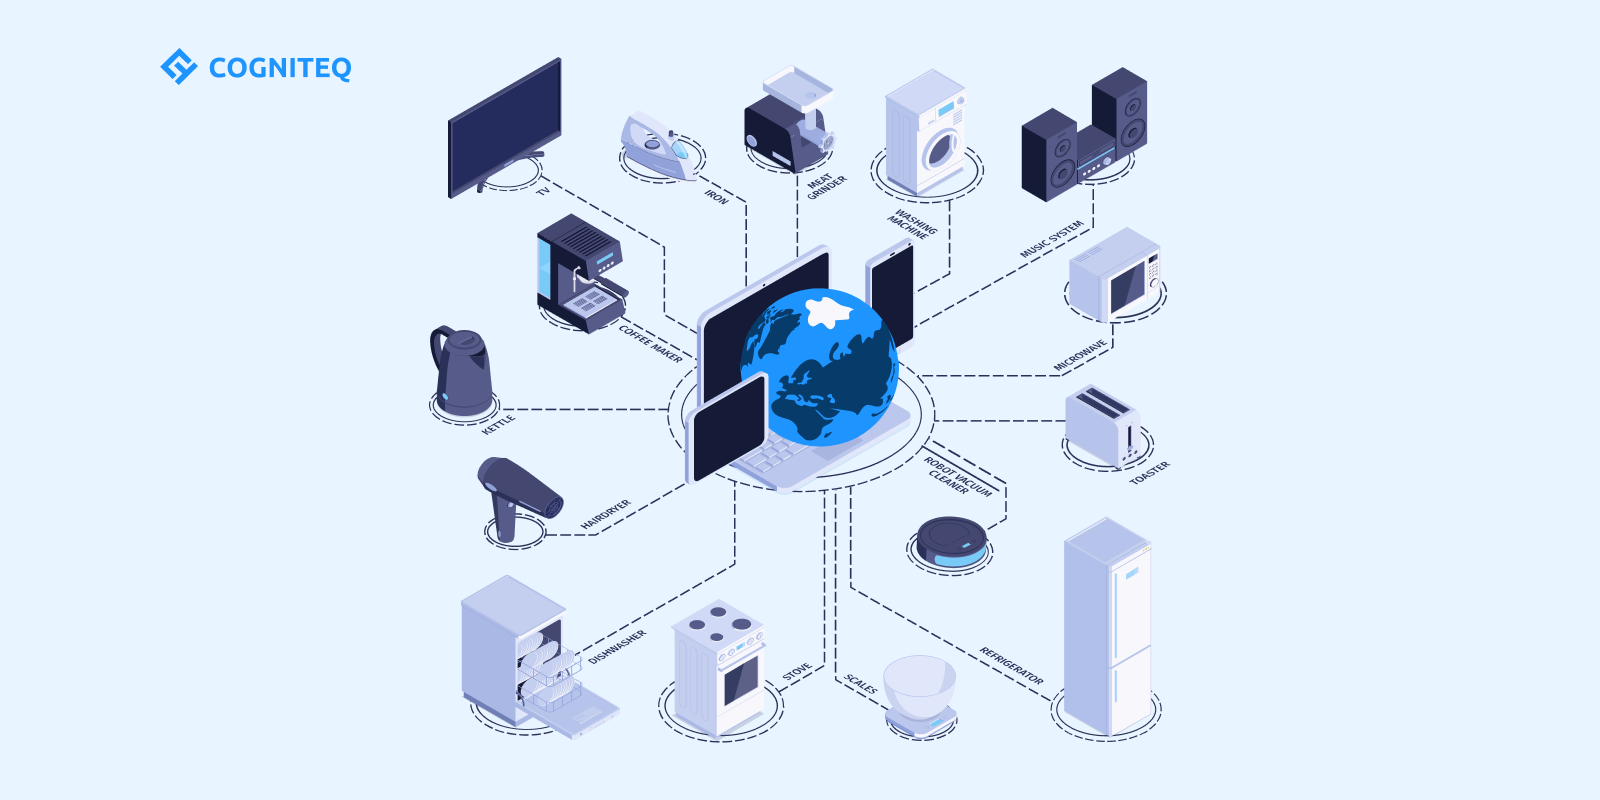 COGNITEQ
TV
IRON
MEAT
GRINDER
WASHING
MACHINE
MUSIC SYSTEM
COFFEE MAKER
MICROWAVE
KETTLE
TOASTER
ROBOT VACUUM
CLEANER
HAIRDRYER
DISHWASHER
STOVE
SCALES
REFRIGERATOR